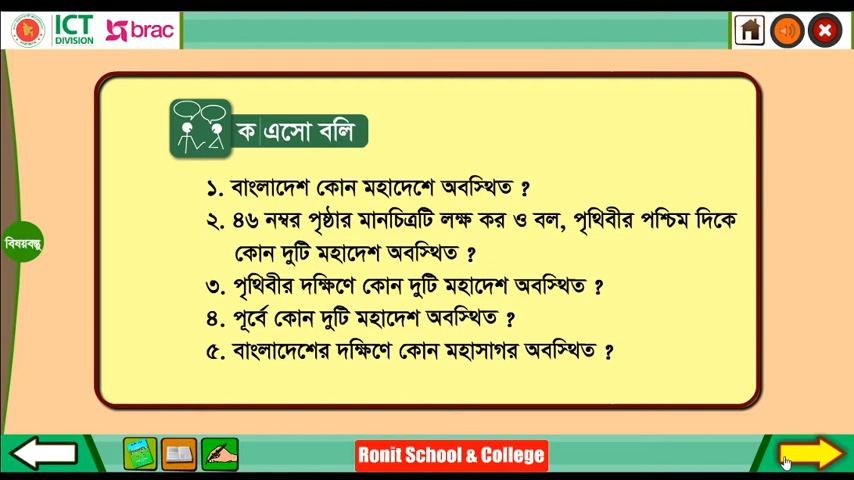 ICT
DIVISION
brac
ক এসো বলি
১. বাংলাদেশ কোন মহাদেশে অবস্থিত ?
২. ৪৬ নম্বর পৃষ্ঠার মানচিত্রটি লক্ষ কর ও বল, পৃথিবীর পশ্চিম দিকে
কোন দুটি মহাদেশ অবস্থিত ?
৩. পৃথিবীর দক্ষিণে কোন দুটি মহাদেশ অবস্থিত ?
৪. পূর্বে কোন দুটি মহাদেশ অবস্থিত ?
৫. বাংলাদেশের দক্ষিণে কোন মহাসাগর অবস্থিত ?
বিষয়বস্তু
Ronit School & College